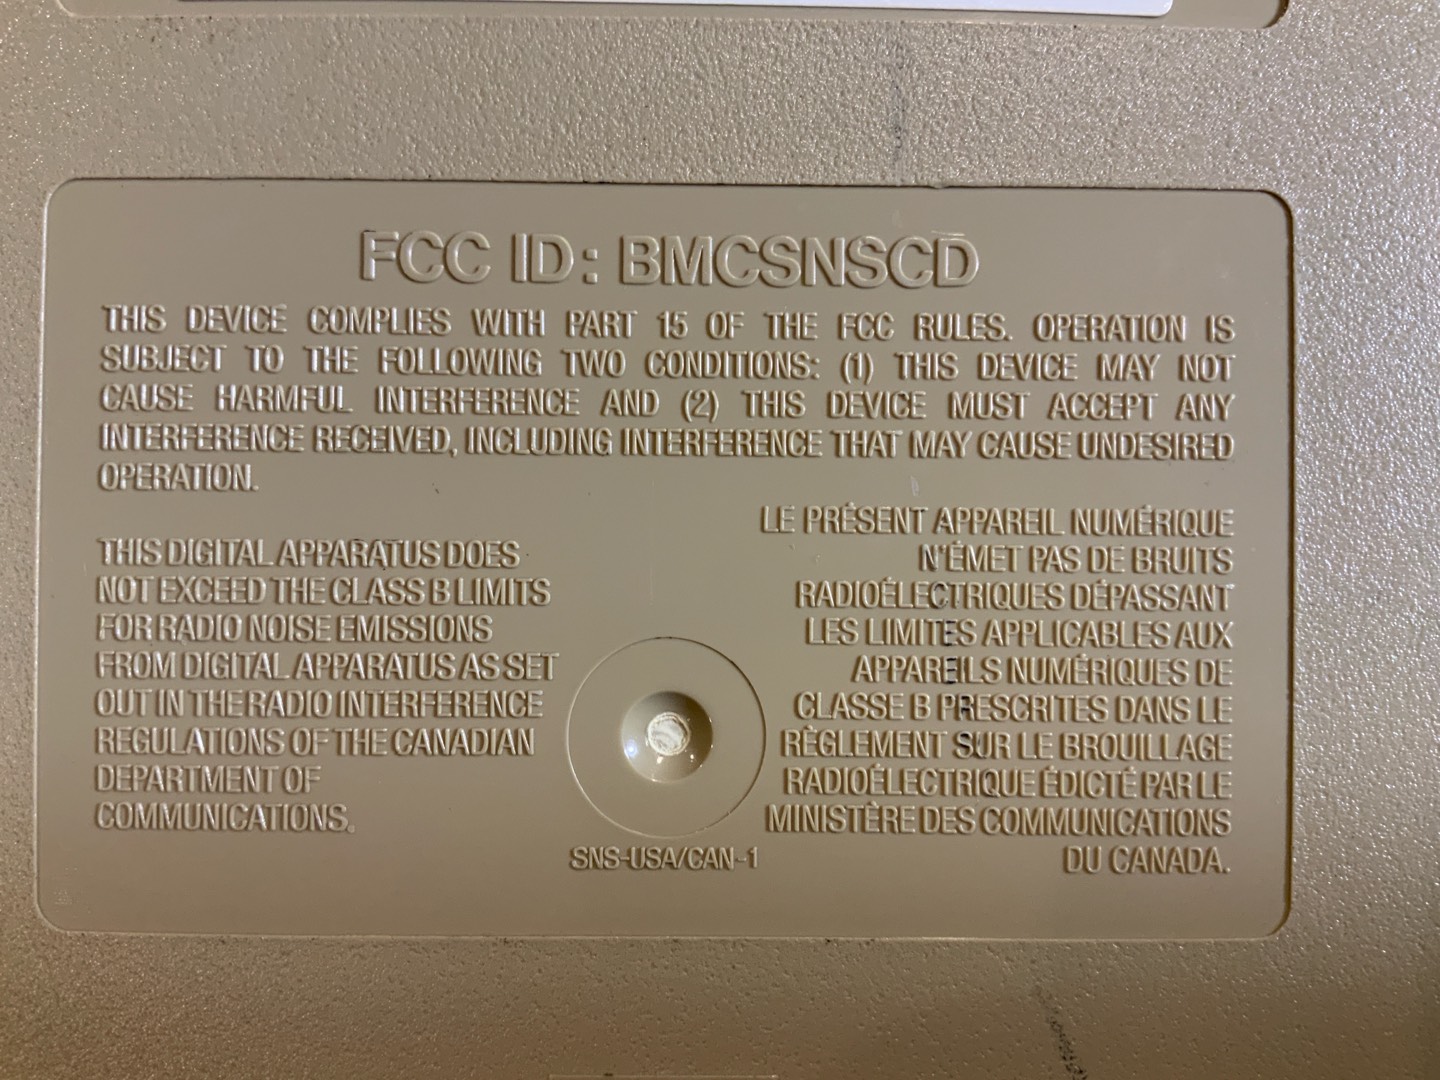 FCC ID: BMCSNSCD
THIS DEVICE COMPLIES WITH PART 15 OF THE FCC RULES. OPERATION IS
SUBJECT TO THE FOLLOWING TWO CONDITIONS: (1) THIS DEVICE MAY NOT
CAUSE HARMFUL INTERFERENCE AND (2) THIS DEVICE MUST ACCEPT ANY
INTERFERENCE RECEIVED, INCLUDING INTERFERENCE THAT MAY CAUSE UNDESIRED
OPERATION.
THIS DIGITAL APPARATUS DOES
NOT EXCEED THE CLASS B LIMITS
FOR RADIO NOISE EMISSIONS
FROM DIGITAL APPARATUS AS SET
OUT IN THE RADIO INTERFERENCE
REGULATIONS OF THE CANADIAN
DEPARTMENT OF
COMMUNICATIONS.
LE PRÉSENT APPAREIL NUMÉRIQUE
N'ÉMET PAS DE BRUITS
RADIOÉLECTRIQUES DÉPASSANT
LES LIMITES APPLICABLES AUX
APPAREILS NUMÉRIQUES DE
CLASSE B PRESCRITES DANS LE
RÈGLEMENT SUR LE BROUILLAGE
RADIOÉLECTRIQUE ÉDICTÉ PAR LE
MINISTÈRE DES COMMUNICATIONS
DU CANADA.
SNS-USA/CAN-1